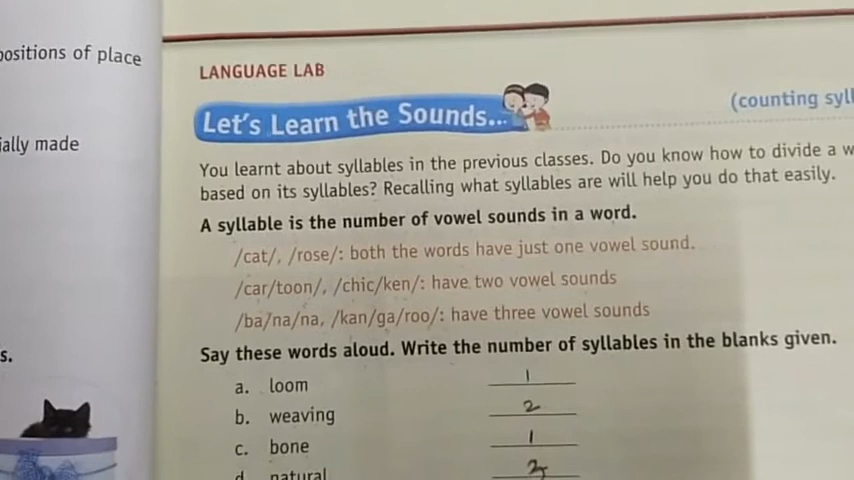 positions of place
ially made
s.
LANGUAGE LAB
Let's Learn the Sounds...
(counting syll
You learnt about syllables in the previous classes. Do you know how to divide a w
based on its syllables? Recalling what syllables are will help you do that easily.
A syllable is the number of vowel sounds in a word.
/cat/, /rose/: both the words have just one vowel sound.
/car/toon/, /chic/ken/: have two vowel sounds
/ba/na/na, /kan/ga/roo/: have three vowel sounds
Say these words aloud. Write the number of syllables in the blanks given.
a. loom 1
b. weaving 2
c. bone 1
d. natural